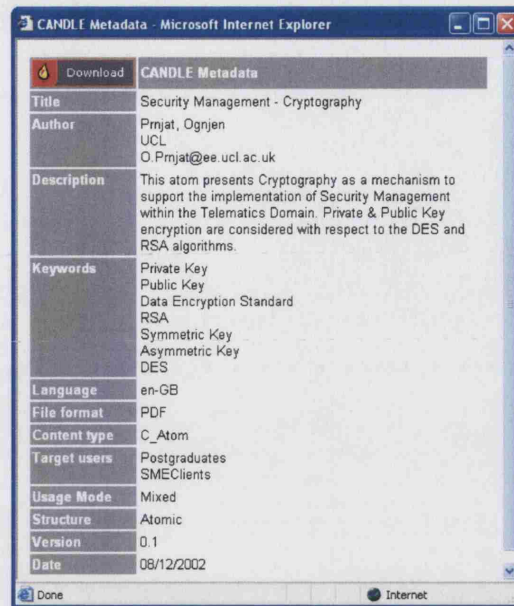 CANDLE Metadata - Microsoft Internet Explorer
Download CANDLE Metadata
Title Security Management - Cryptography
Author Prnjat, Ognjen
UCL
O.Prnjat@ee.ucl.ac.uk
Description This atom presents Cryptography as a mechanism to
support the implementation of Security Management
within the Telematics Domain. Private & Public Key
encryption are considered with respect to the DES and
RSA algorithms.
Keywords Private Key
Public Key
Data Encryption Standard
RSA
Symmetric Key
Asymmetric Key
DES
Language en-GB
File format PDF
Content type C_Atom
Target users Postgraduates
SMEClients
Usage Mode Mixed
Structure Atomic
Version 0.1
Date 08/12/2002
Done Internet